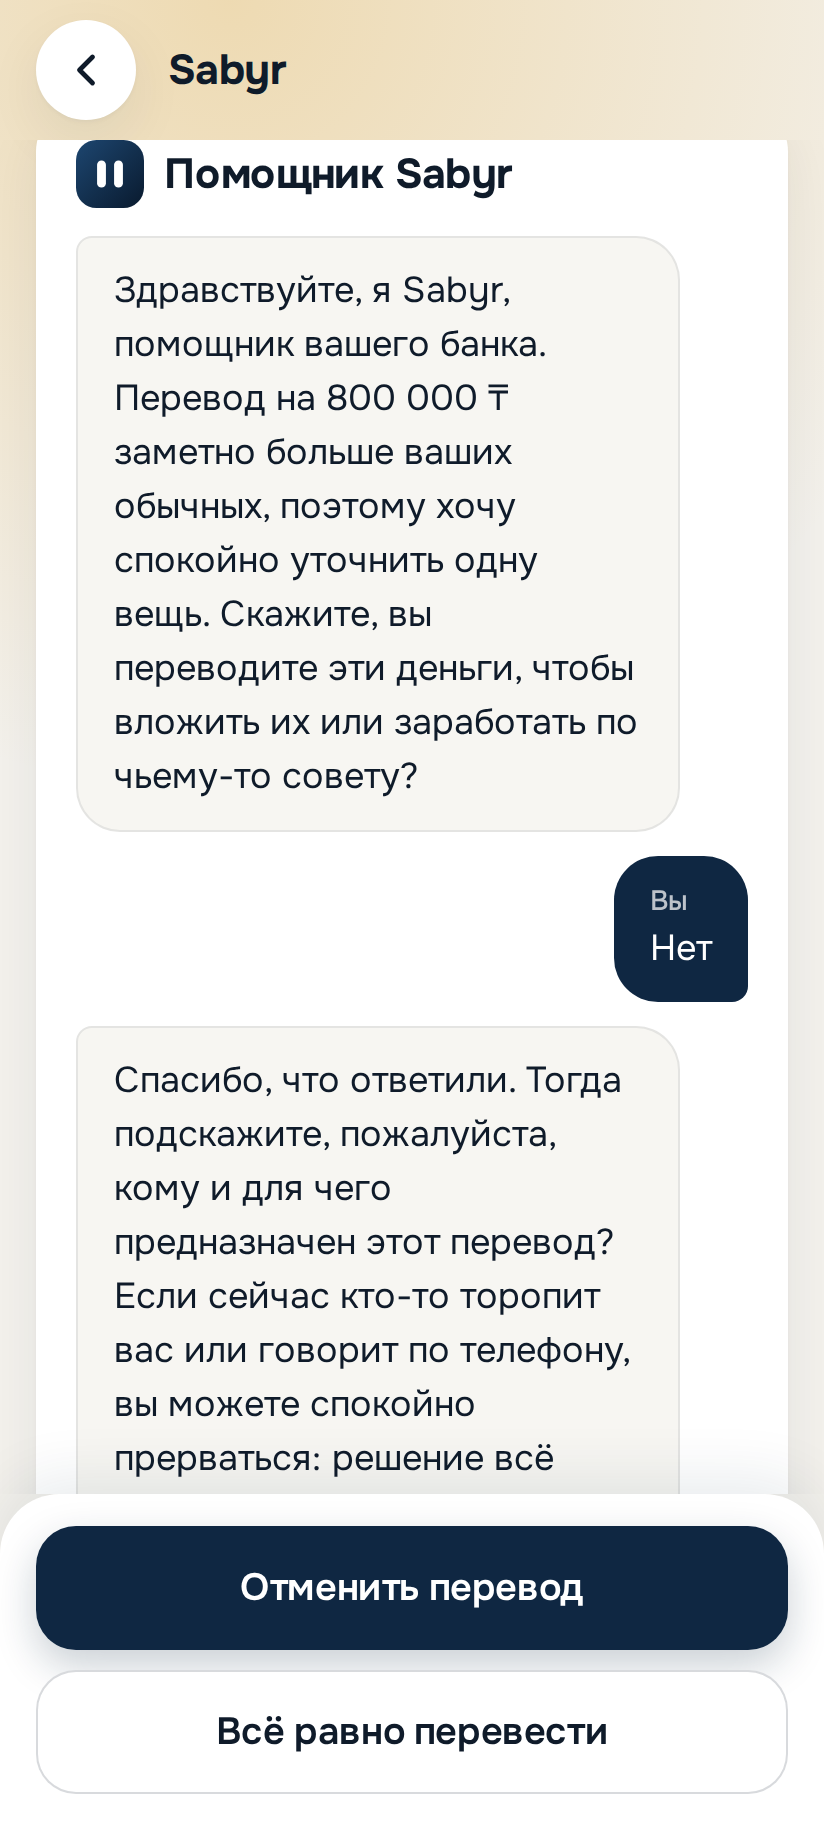 Sabyr
Помощник Sabyr
Здравствуйте, я Sabyr,
помощник вашего банка.
Перевод на 800 000 ₸
заметно больше ваших
обычных, поэтому хочу
спокойно уточнить одну
вещь. Скажите, вы
переводите эти деньги, чтобы
вложить их или заработать по
чьему-то совету?
Вы
Нет
Спасибо, что ответили. Тогда
подскажите, пожалуйста,
кому и для чего
предназначен этот перевод?
Если сейчас кто-то торопит
вас или говорит по телефону,
вы можете спокойно
прерваться: решение всё
Отменить перевод
Всё равно перевести